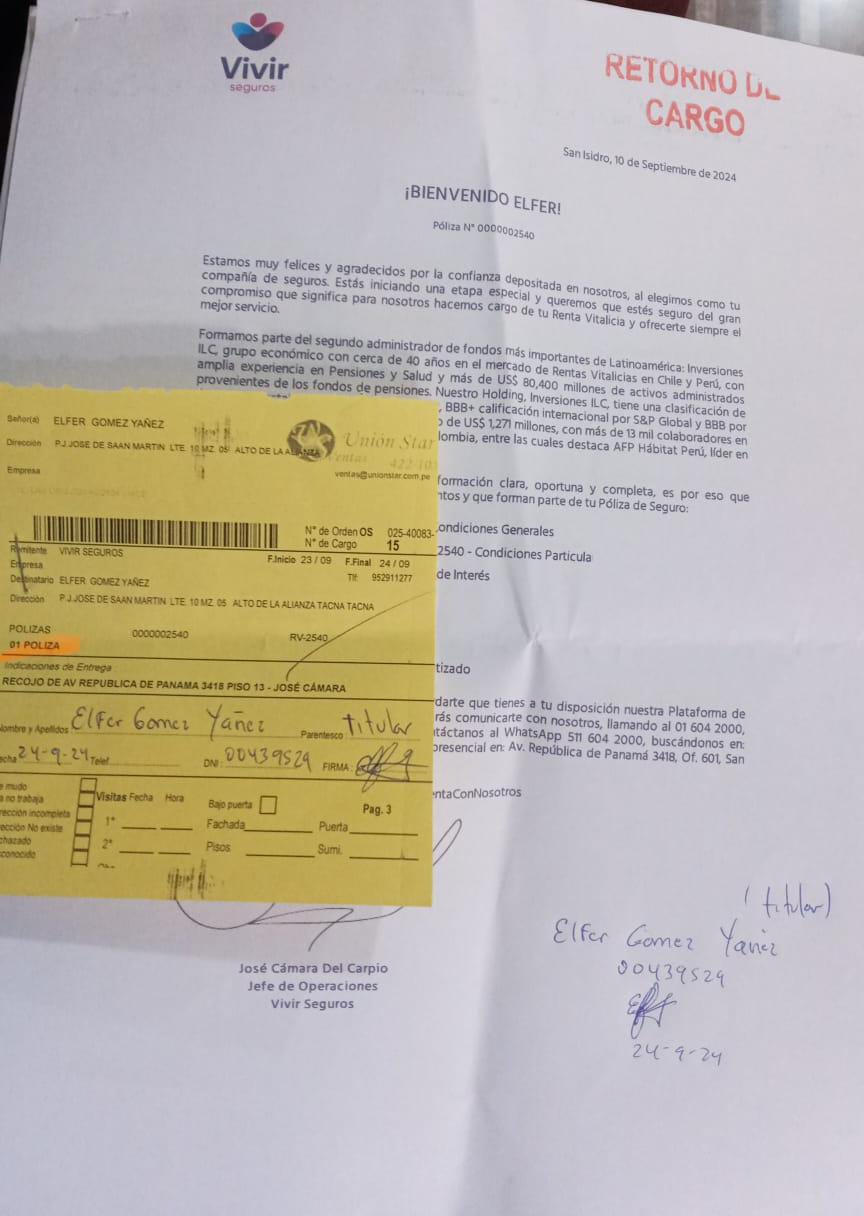 Vivir
seguros
RETORNO DE
CARGO
San Isidro, 10 de Septiembre de 2024
¡BIENVENIDO ELFER!
Póliza N° 0000002540
Estamos muy felices y agradecidos por la confianza depositada en nosotros, al elegirnos como tu
compañía de seguros. Estás iniciando una etapa especial y queremos que estés seguro del gran
compromiso que significa para nosotros hacernos cargo de tu Renta Vitalicia y ofrecerte siempre el
mejor servicio.
Formamos parte del segundo administrador de fondos más importantes de Latinoamérica: Inversiones
ILC, grupo económico con cerca de 40 años en el mercado de Rentas Vitalicias en Chile y Perú, con
amplia experiencia en Pensiones y Salud y más de US$ 80,400 millones de activos administrados
provenientes de los fondos de pensiones. Nuestro Holding, Inversiones ILC, tiene una clasificación de
, BBB+ calificación internacional por S&P Global y BBB por
de US$ 1,271 millones, con más de 13 mil colaboradores en
lombia, entre las cuales destaca AFP Hábitat Perú, líder en
formación clara, oportuna y completa, es por eso que
ntos y que forman parte de tu Póliza de Seguro:
ondiciones Generales
2540 - Condiciones Particula
de Interés
tizado
darte que tienes a tu disposición nuestra Plataforma de
rás comunicarte con nosotros, llamando al 01 604 2000,
táctanos al WhatsApp 511 604 2000, buscándonos en:
presencial en: Av. República de Panamá 3418, Of. 601, San
ntaConNosotros
Señor(a) ELFER GOMEZ YAÑEZ
Dirección P.J.JOSE DE SAAN MARTIN LTE. 10 MZ. 05 ALTO DE LA ALIANZA
Empresa
Unión Star
Ventas 422-103
ventas@unionstar.com.pe
N° de Orden OS 025-40083-
N° de Cargo 15
Remitente VIVIR SEGUROS
F.Inicio 23 / 09 F.Final 24 / 09
Empresa
Tlf: 952911277
Destinatario ELFER GOMEZ YAÑEZ
Dirección P.J.JOSE DE SAAN MARTIN LTE. 10 MZ. 05 ALTO DE LA ALIANZA TACNA TACNA
POLIZAS 0000002540 RV-2540
01 POLIZA
Indicaciones de Entrega
RECOJO DE AV REPUBLICA DE PANAMA 3418 PISO 13 - JOSÉ CÁMARA
Nombre y Apellidos Elfer Gomez Yañez Parentesco: titular
echa 24-9-24 Telef DNI: 00439529 FIRMA:
e mudo
a no trabaja
rección incompleta
ección No existe
chazado
conocido
Visitas Fecha Hora
1°
2°
Bajo puerta Pag. 3
Fachada Puerta
Pisos Sumi.
José Cámara Del Carpio
Jefe de Operaciones
Vivir Seguros
(titular)
Elfer Gomez Yañez
00439529
24-9-24